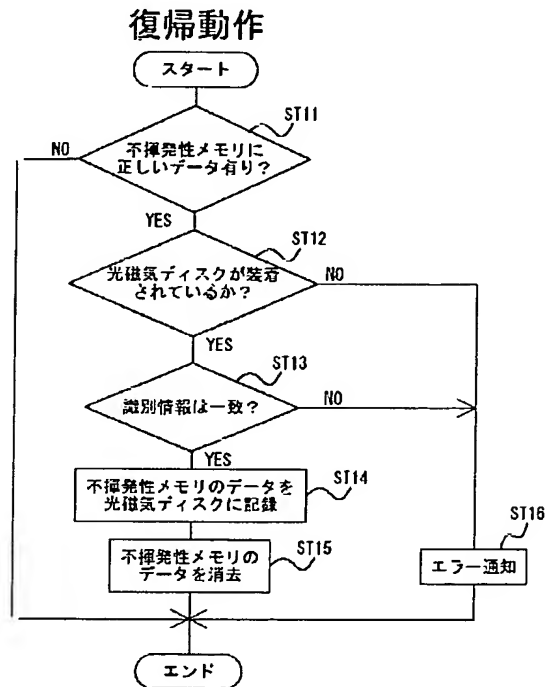 復帰動作
スタート
ST11
不揮発性メモリに
正しいデータ有り？
NO
YES
ST12
光磁気ディスクが装着
されているか？
NO
YES
ST13
識別情報は一致？
NO
YES
不揮発性メモリのデータを
光磁気ディスクに記録
ST14
不揮発性メモリの
データを消去
ST15
ST16
エラー通知
エンド